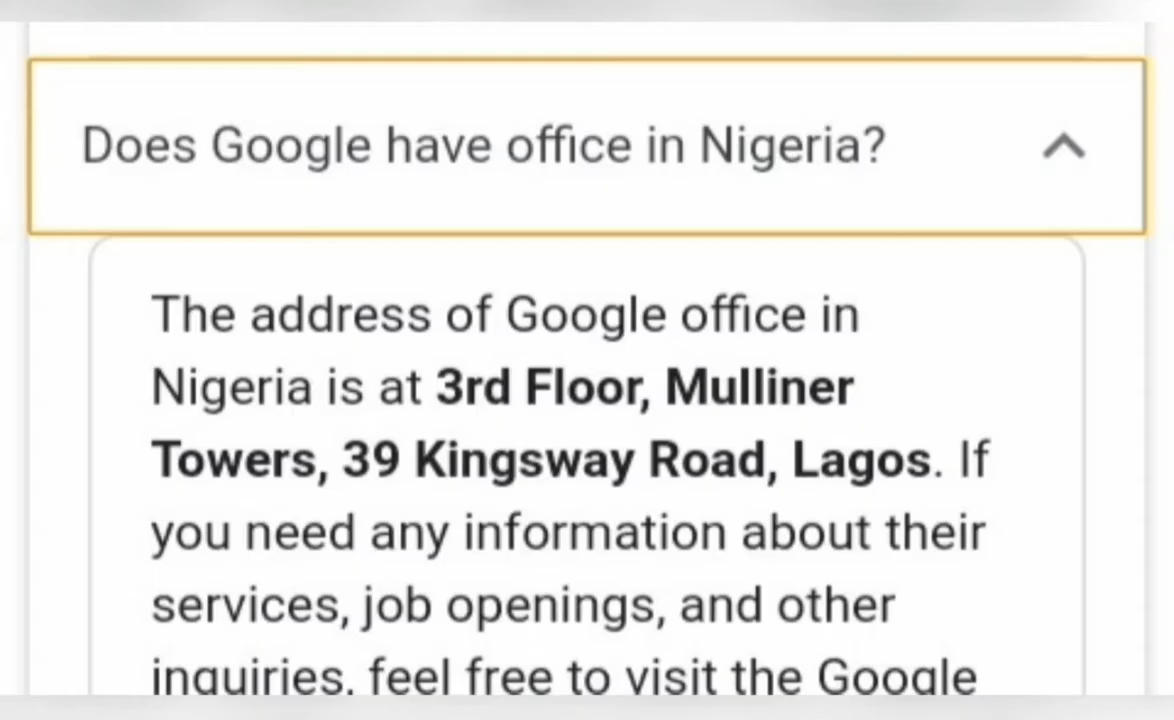 Does Google have office in Nigeria?
The address of Google office in
Nigeria is at 3rd Floor, Mulliner
Towers, 39 Kingsway Road, Lagos. If
you need any information about their
services, job openings, and other
inquiries, feel free to visit the Google